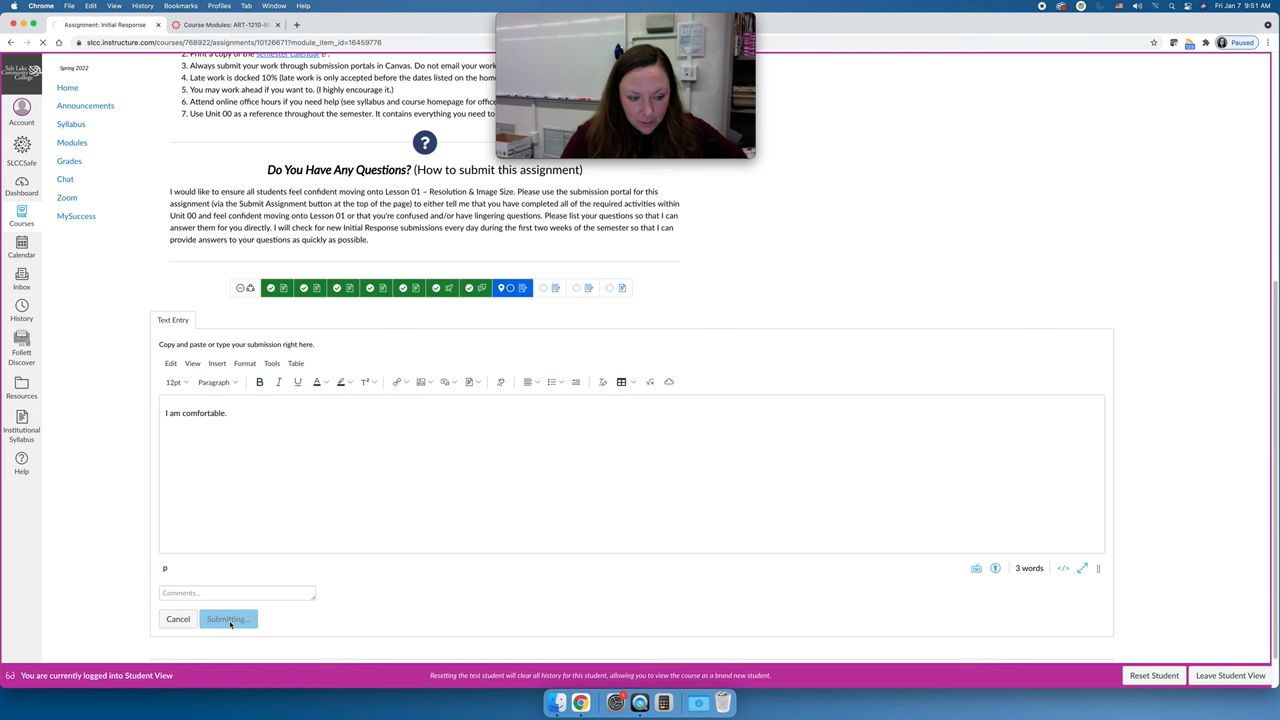 Chrome File Edit View History Bookmarks Profiles Tab Window Help
Fri Jan 7 9:51 AM
Assignment: Initial Response
Course Modules: ART-1210-50
slcc.instructure.com/courses/768922/assignments/10126671?module_item_id=16459776
Paused
Salt Lake
Community
College
Account
SLCCSafe
Dashboard
Courses
Calendar
Inbox
History
Follett
Discover
Resources
Institutional
Syllabus
Help
Spring 2022
Home
Announcements
Syllabus
Modules
Grades
Chat
Zoom
MySuccess
2. Print a copy of the Semester Calendar
3. Always submit your work through submission portals in Canvas. Do not email your work
4. Late work is docked 10% (late work is only accepted before the dates listed on the
5. You may work ahead if you want to. (I highly encourage it.)
6. Attend online office hours if you need help (see syllabus and course homepage for
7. Use Unit 00 as a reference throughout the semester. It contains everything you need to
?
Do You Have Any Questions? (How to submit this assignment)
I would like to ensure all students feel confident moving onto Lesson 01 – Resolution & Image Size. Please use the submission portal for this
assignment (via the Submit Assignment button at the top of the page) to either tell me that you have completed all of the required activities within
Unit 00 and feel confident moving onto Lesson 01 or that you're confused and/or have lingering questions. Please list your questions so that I can
answer them for you directly. I will check for new Initial Response submissions every day during the first two weeks of the semester so that I can
provide answers to your questions as quickly as possible.
Text Entry
Copy and paste or type your submission right here.
Edit View Insert Format Tools Table
12pt Paragraph B I U A T²
I am comfortable.
p
3 words </>
Comments...
Cancel Submitting...
You are currently logged into Student View
Resetting the test student will clear all history for this student, allowing you to view the course as a brand new student.
Reset Student Leave Student View